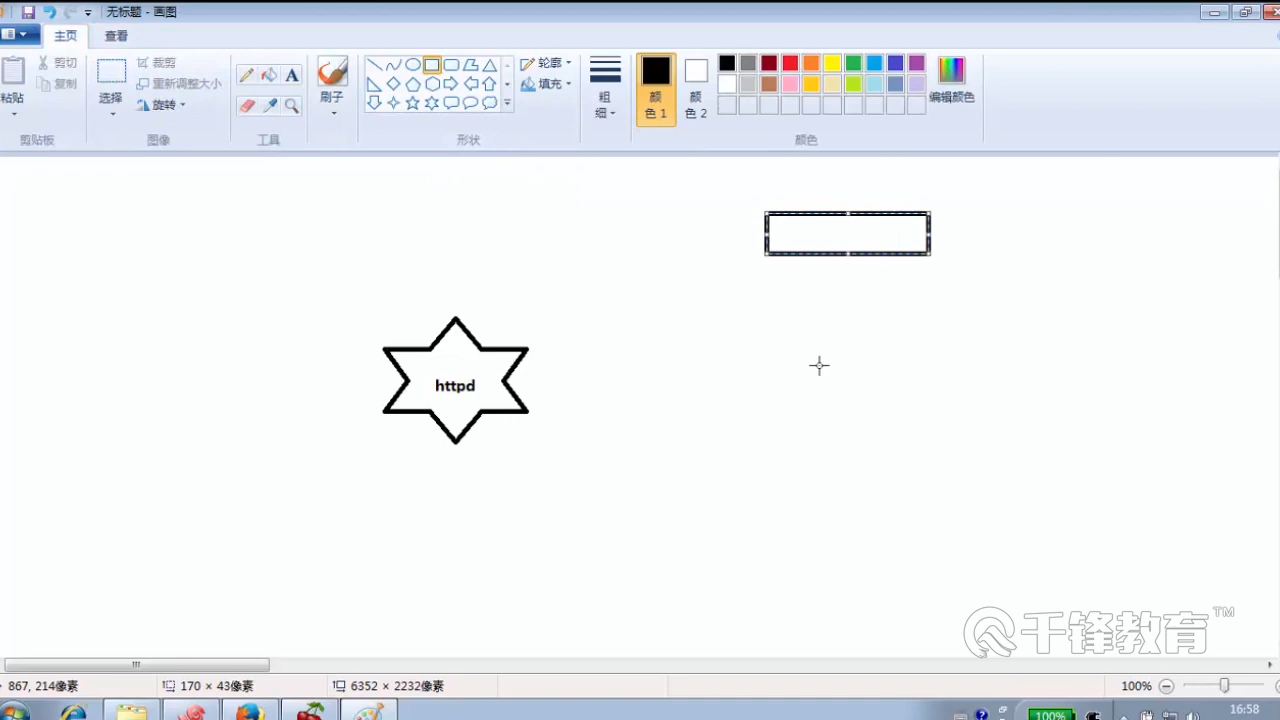 无标题 - 画图
主页
查看
粘贴
剪切
复制
剪贴板
选择
裁剪
重新调整大小
旋转
图像
A
工具
刷子
形状
轮廓
填充
粗
细
颜
色 1
颜
色 2
颜色
编辑颜色
httpd
千锋教育™
867, 214像素
170 × 43像素
6352 × 2232像素
100%
100%
16:58